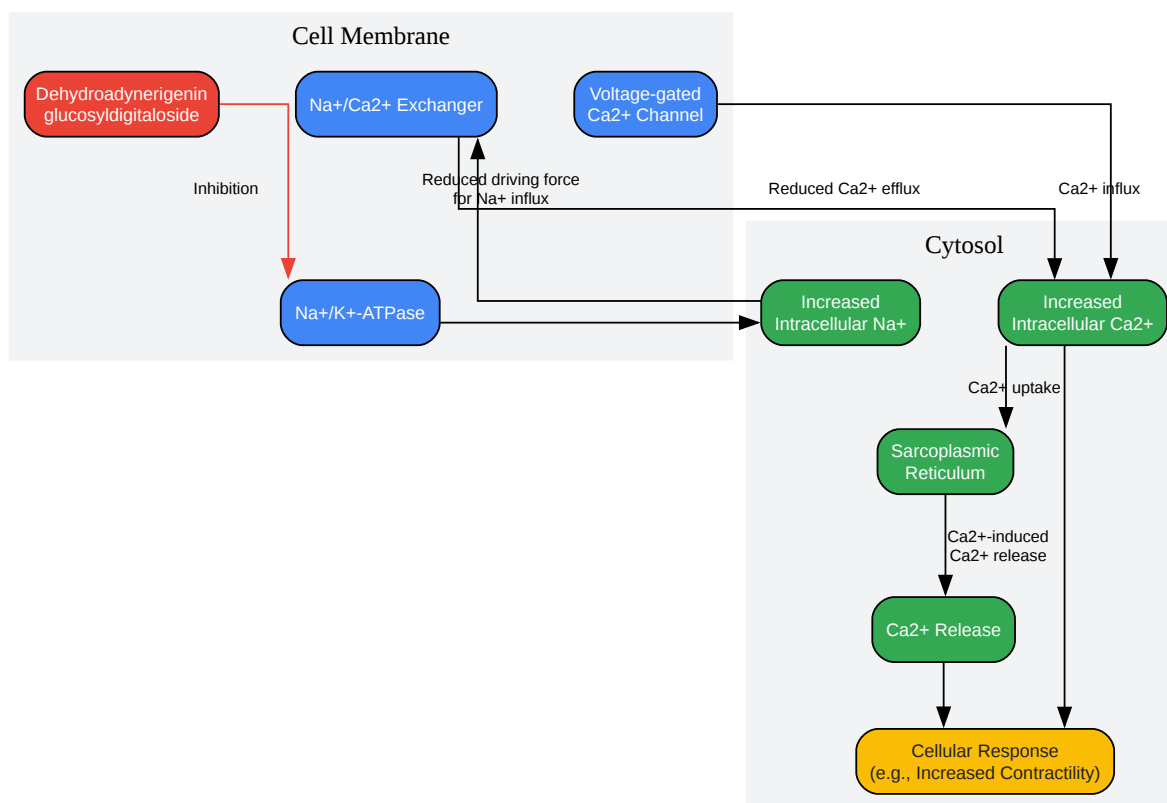 Cell Membrane
Dehydroadynerigenin
glucosyldigitaloside
Na+/Ca2+ Exchanger
Voltage-gated
Ca2+ Channel
Inhibition
Reduced driving force
for Na+ influx
Reduced Ca2+ efflux
Ca2+ influx
Cytosol
Na+/K+-ATPase
Increased
Intracellular Na+
Increased
Intracellular Ca2+
Ca2+ uptake
Sarcoplasmic
Reticulum
Ca2+-induced
Ca2+ release
Ca2+ Release
Cellular Response
(e.g., Increased Contractility)